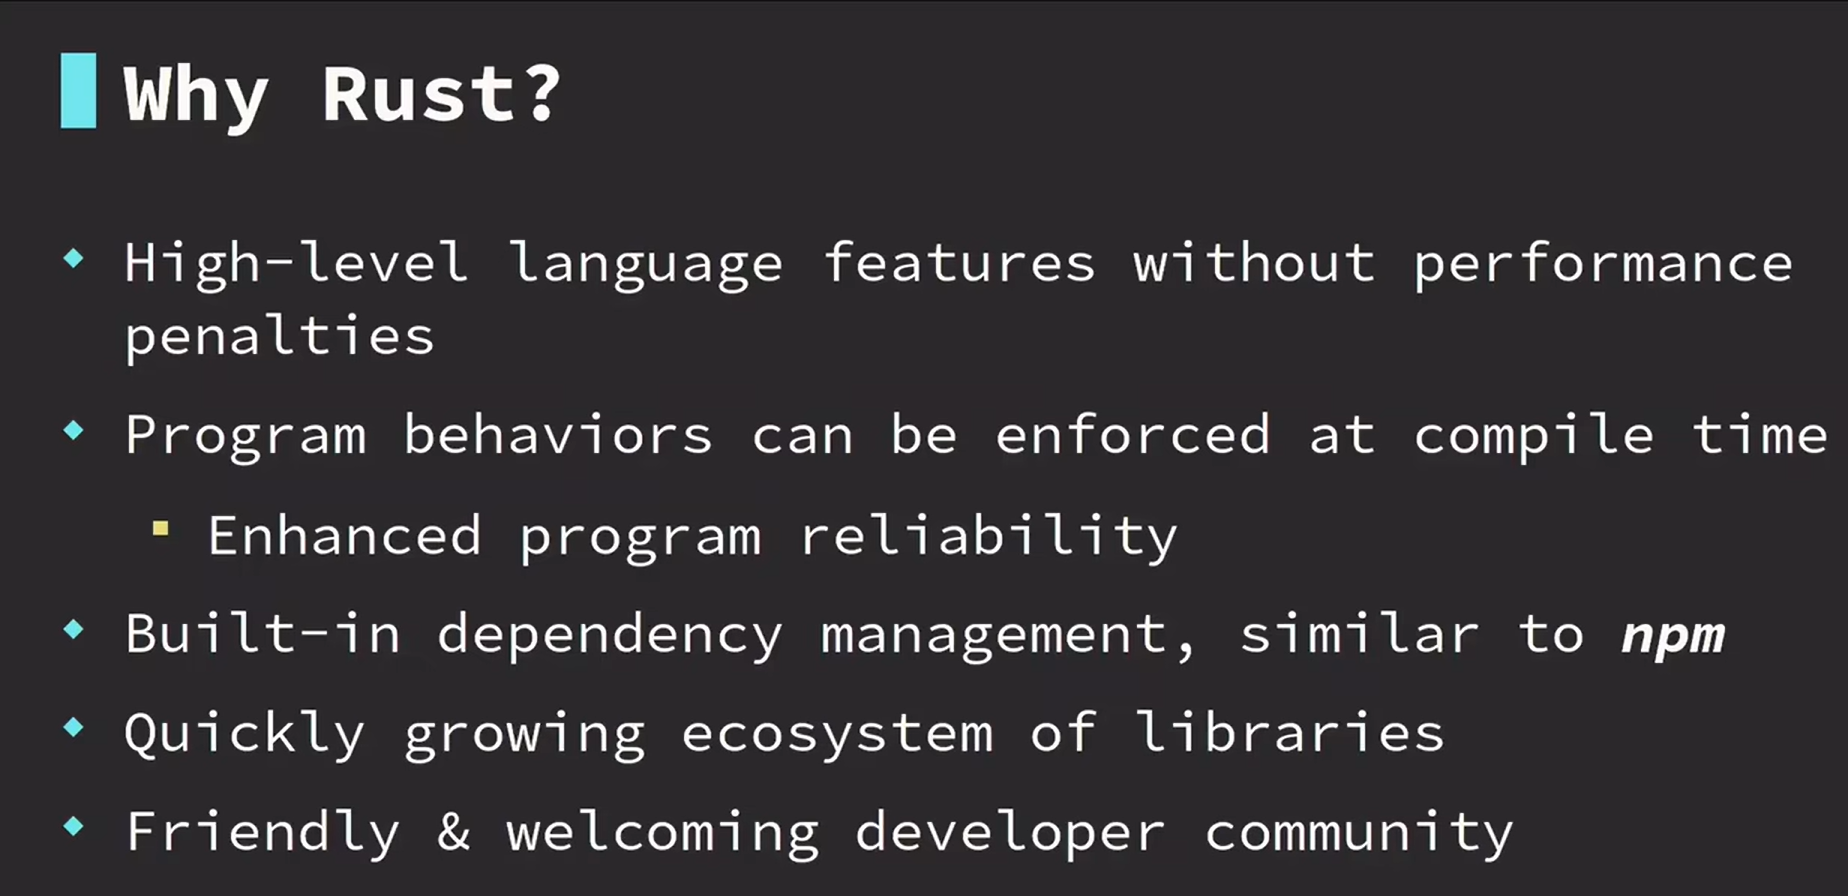 Why Rust?
High-level language features without performance
penalties
Program behaviors can be enforced at compile time
Enhanced program reliability
Built-in dependency management, similar to npm
Quickly growing ecosystem of libraries
Friendly & welcoming developer community